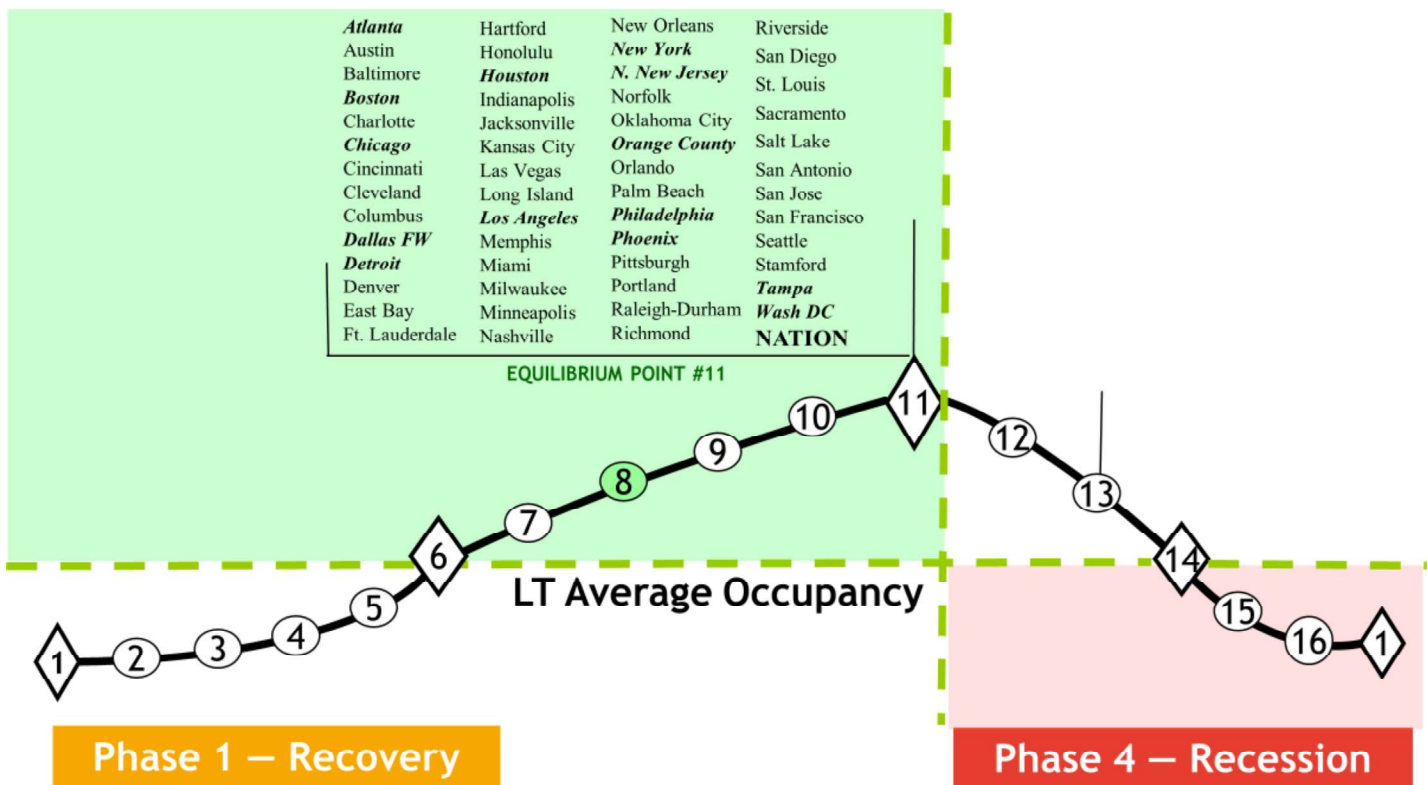 Atlanta
Austin
Baltimore
Boston
Charlotte
Chicago
Cincinnati
Cleveland
Columbus
Dallas FW
Detroit
Denver
East Bay
Ft. Lauderdale
Hartford
Honolulu
Houston
Indianapolis
Jacksonville
Kansas City
Las Vegas
Long Island
Los Angeles
Memphis
Miami
Milwaukee
Minneapolis
Nashville
New Orleans
New York
N. New Jersey
Norfolk
Oklahoma City
Orange County
Orlando
Palm Beach
Philadelphia
Phoenix
Pittsburgh
Portland
Raleigh-Durham
Richmond
Riverside
San Diego
St. Louis
Sacramento
Salt Lake
San Antonio
San Jose
San Francisco
Seattle
Stamford
Tampa
Wash DC
NATION
EQUILIBRIUM POINT #11
1
2
3
4
5
6
7
8
9
10
11
12
13
14
15
16
1
LT Average Occupancy
Phase 1 — Recovery
Phase 4 — Recession